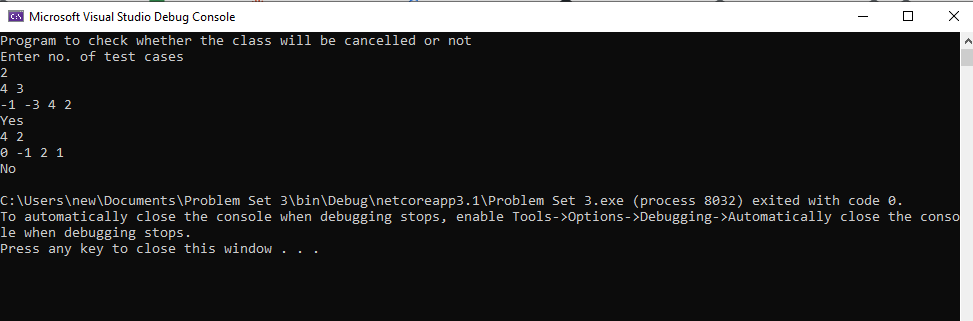 Microsoft Visual Studio Debug Console
Program to check whether the class will be cancelled or not
Enter no. of test cases
2
4 3
-1 -3 4 2
Yes
4 2
0 -1 2 1
No
C:\Users\new\Documents\Problem Set 3\bin\Debug\netcoreapp3.1\Problem Set 3.exe (process 8032) exited with code 0.
To automatically close the console when debugging stops, enable Tools->Options->Debugging->Automatically close the conso
le when debugging stops.
Press any key to close this window . . .